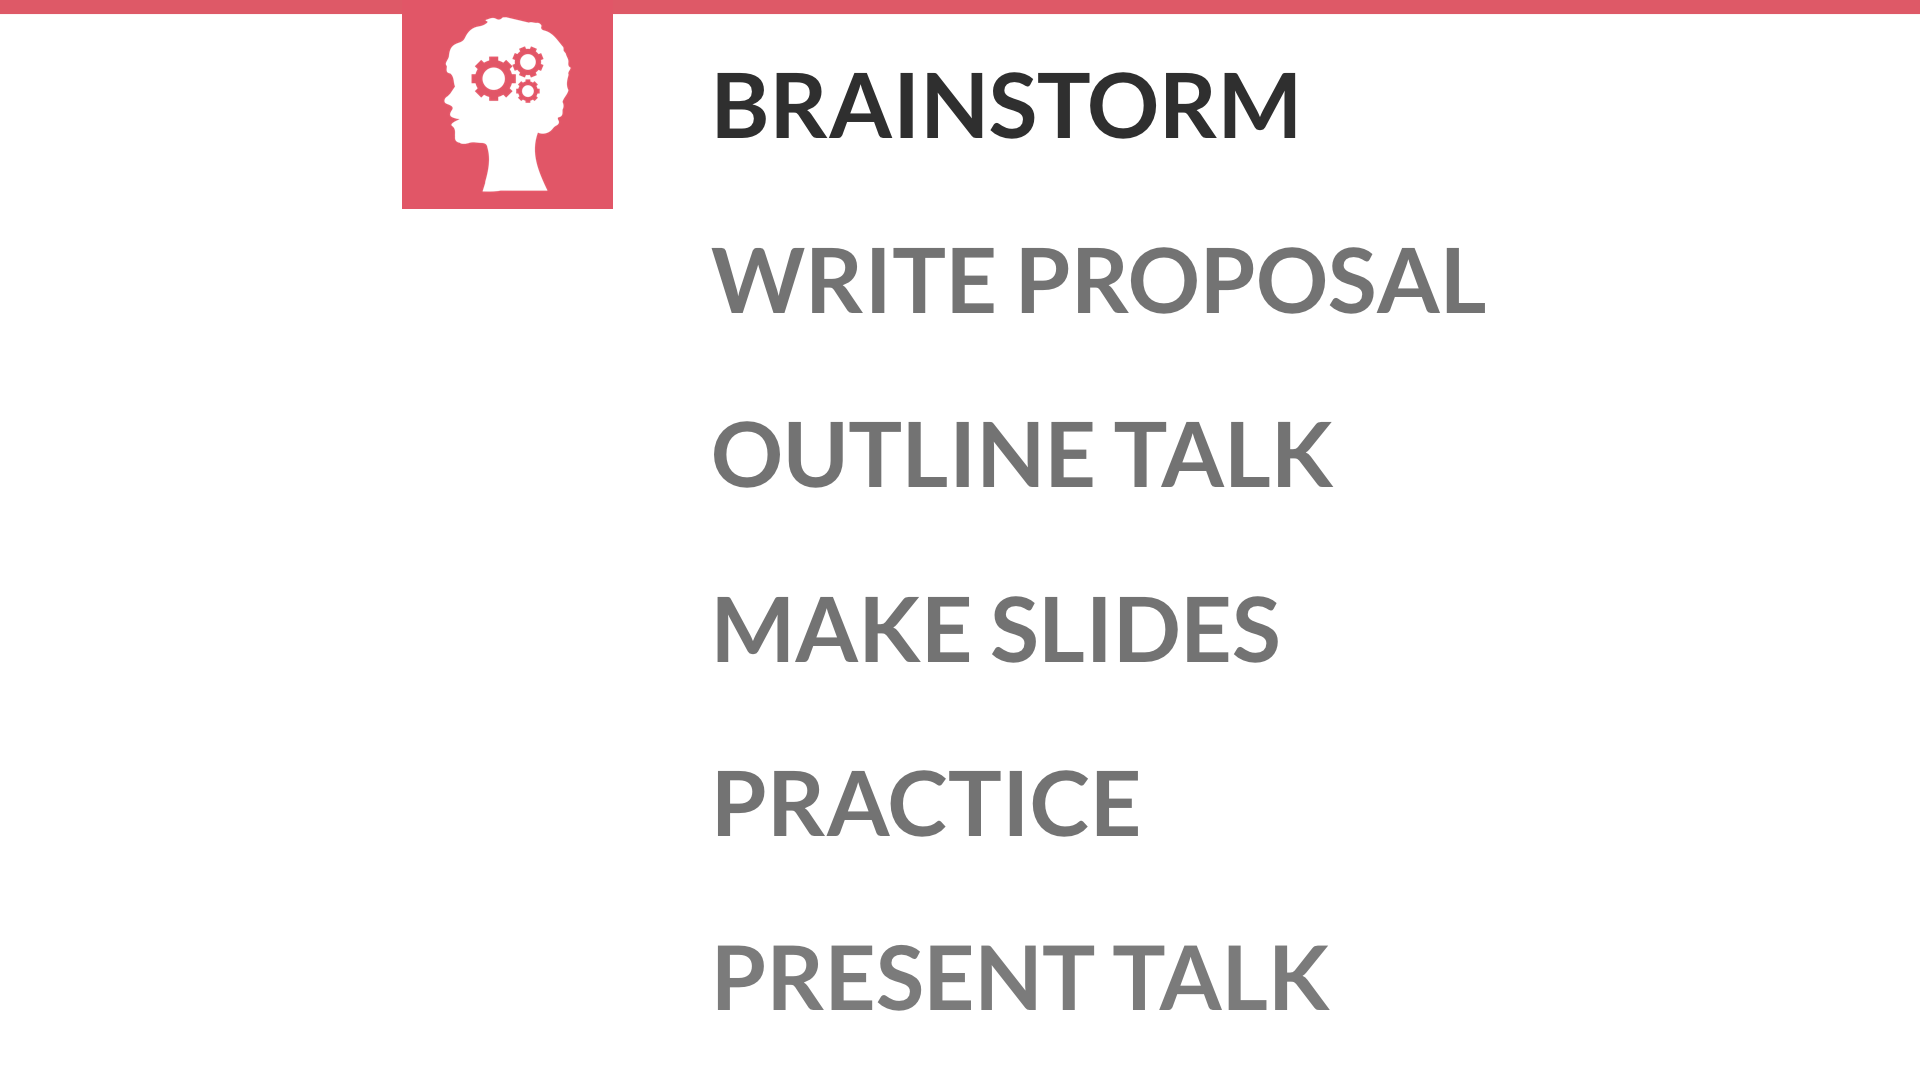 BRAINSTORM
WRITE PROPOSAL
OUTLINE TALK
MAKE SLIDES
PRACTICE
PRESENT TALK